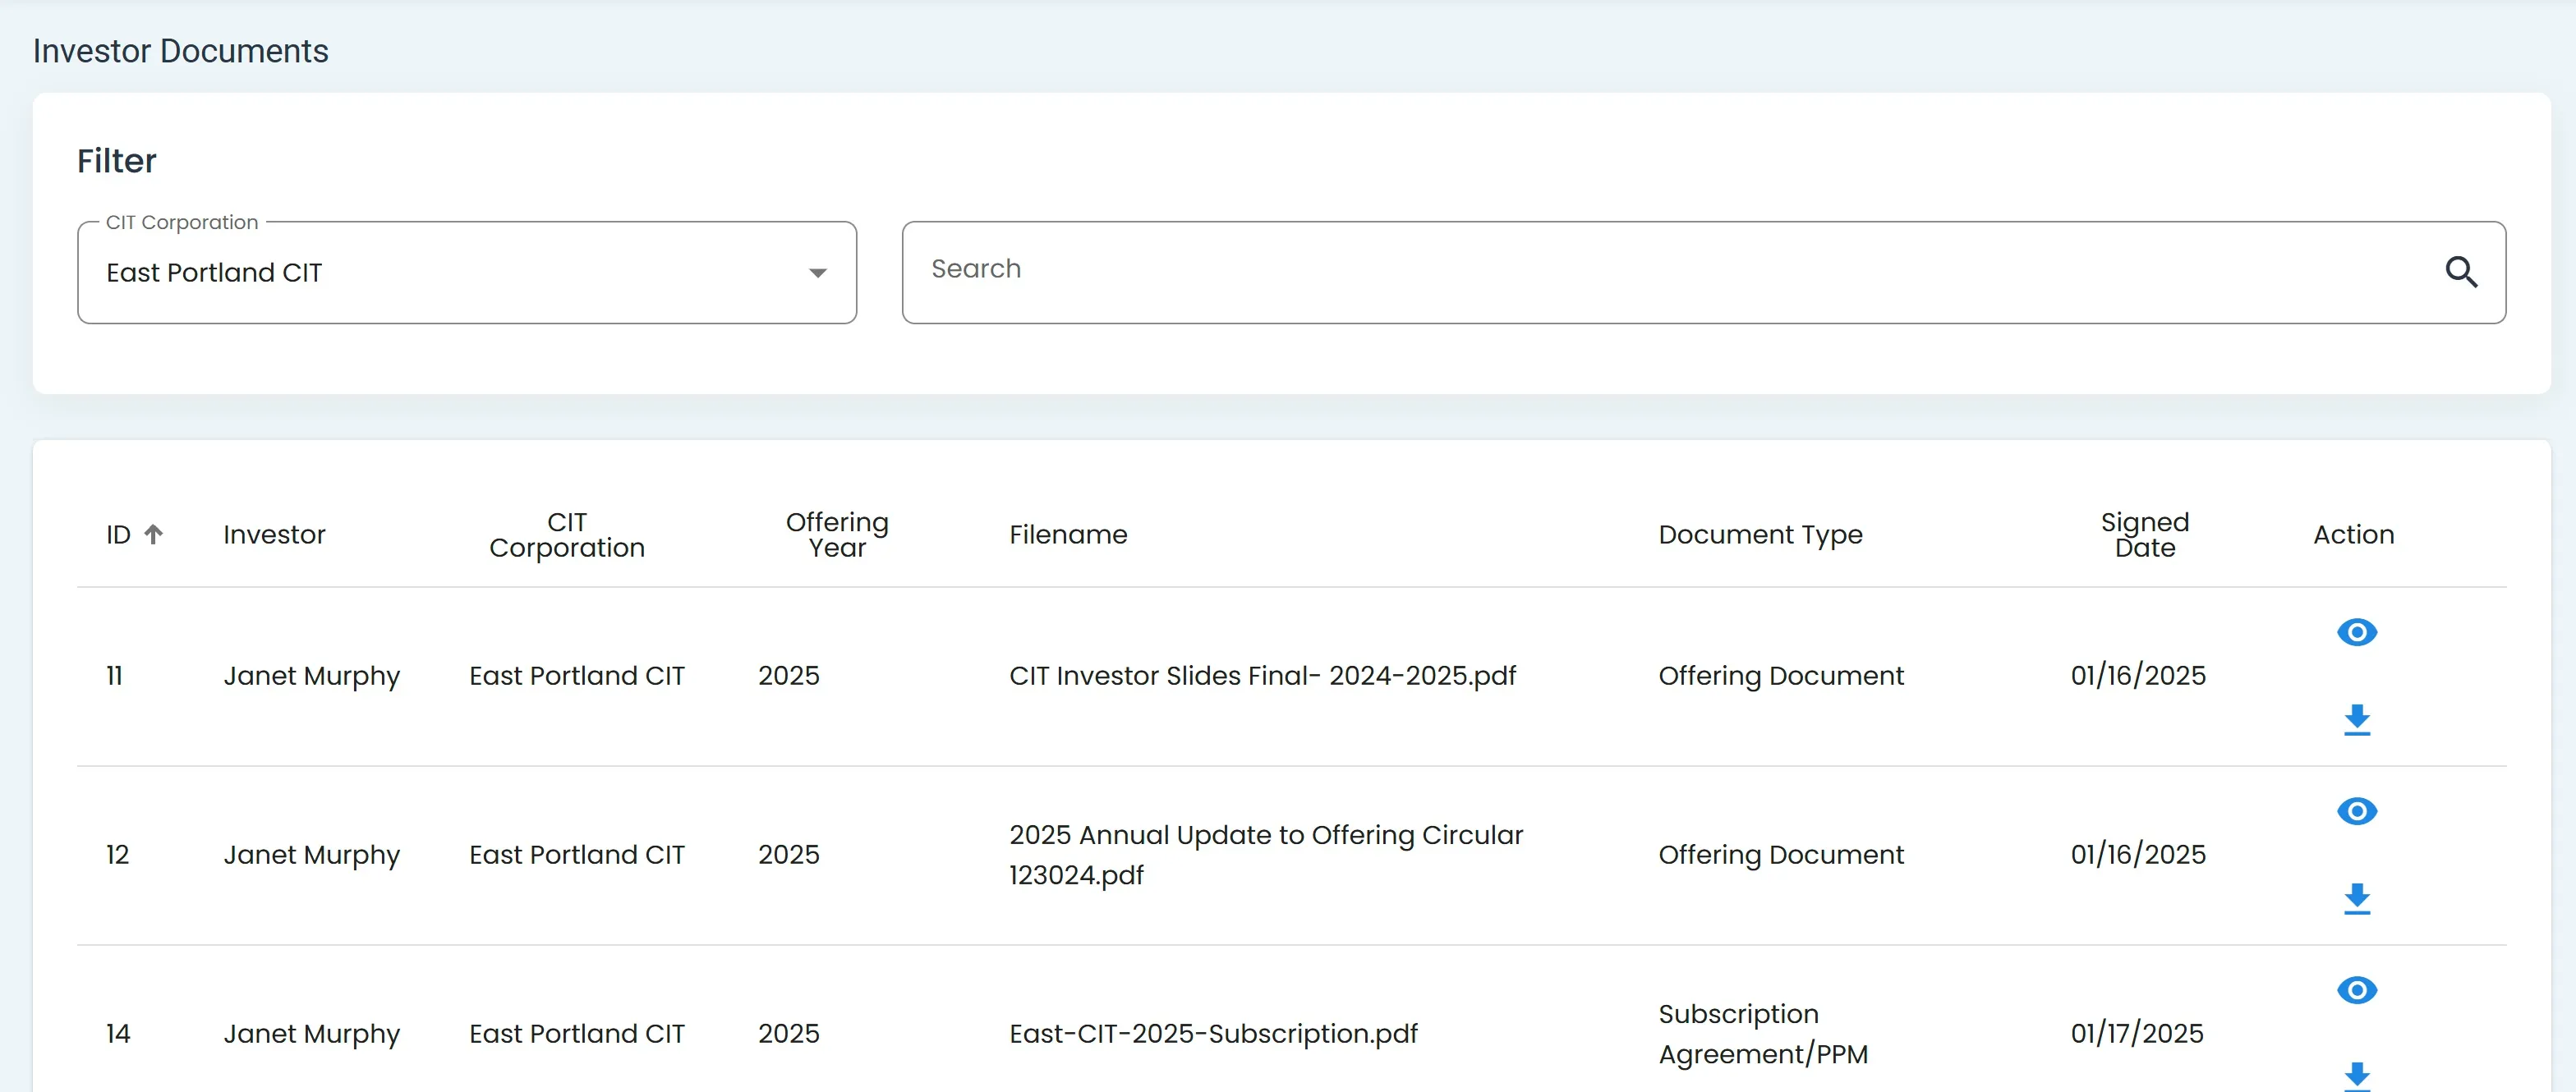 Investor Documents
Filter
CIT Corporation
East Portland CIT
Search
ID Investor CIT Corporation Offering Year Filename Document Type Signed Date Action
11 Janet Murphy East Portland CIT 2025 CIT Investor Slides Final- 2024-2025.pdf Offering Document 01/16/2025
12 Janet Murphy East Portland CIT 2025 2025 Annual Update to Offering Circular 123024.pdf Offering Document 01/16/2025
14 Janet Murphy East Portland CIT 2025 East-CIT-2025-Subscription.pdf Subscription Agreement/PPM 01/17/2025